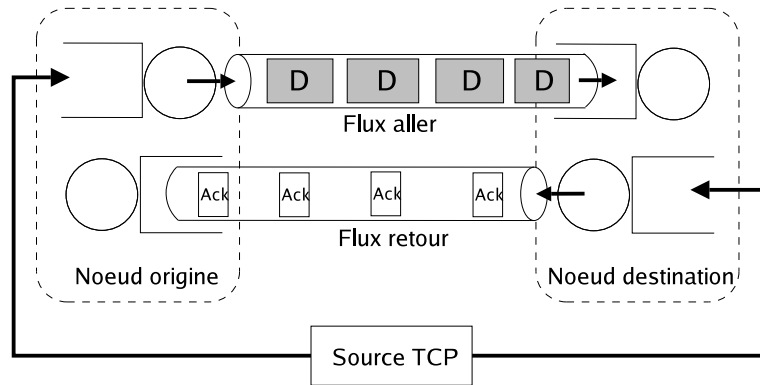 D D D D
Flux aller
Ack Ack Ack Ack
Flux retour
Noeud origine
Noeud destination
Source TCP